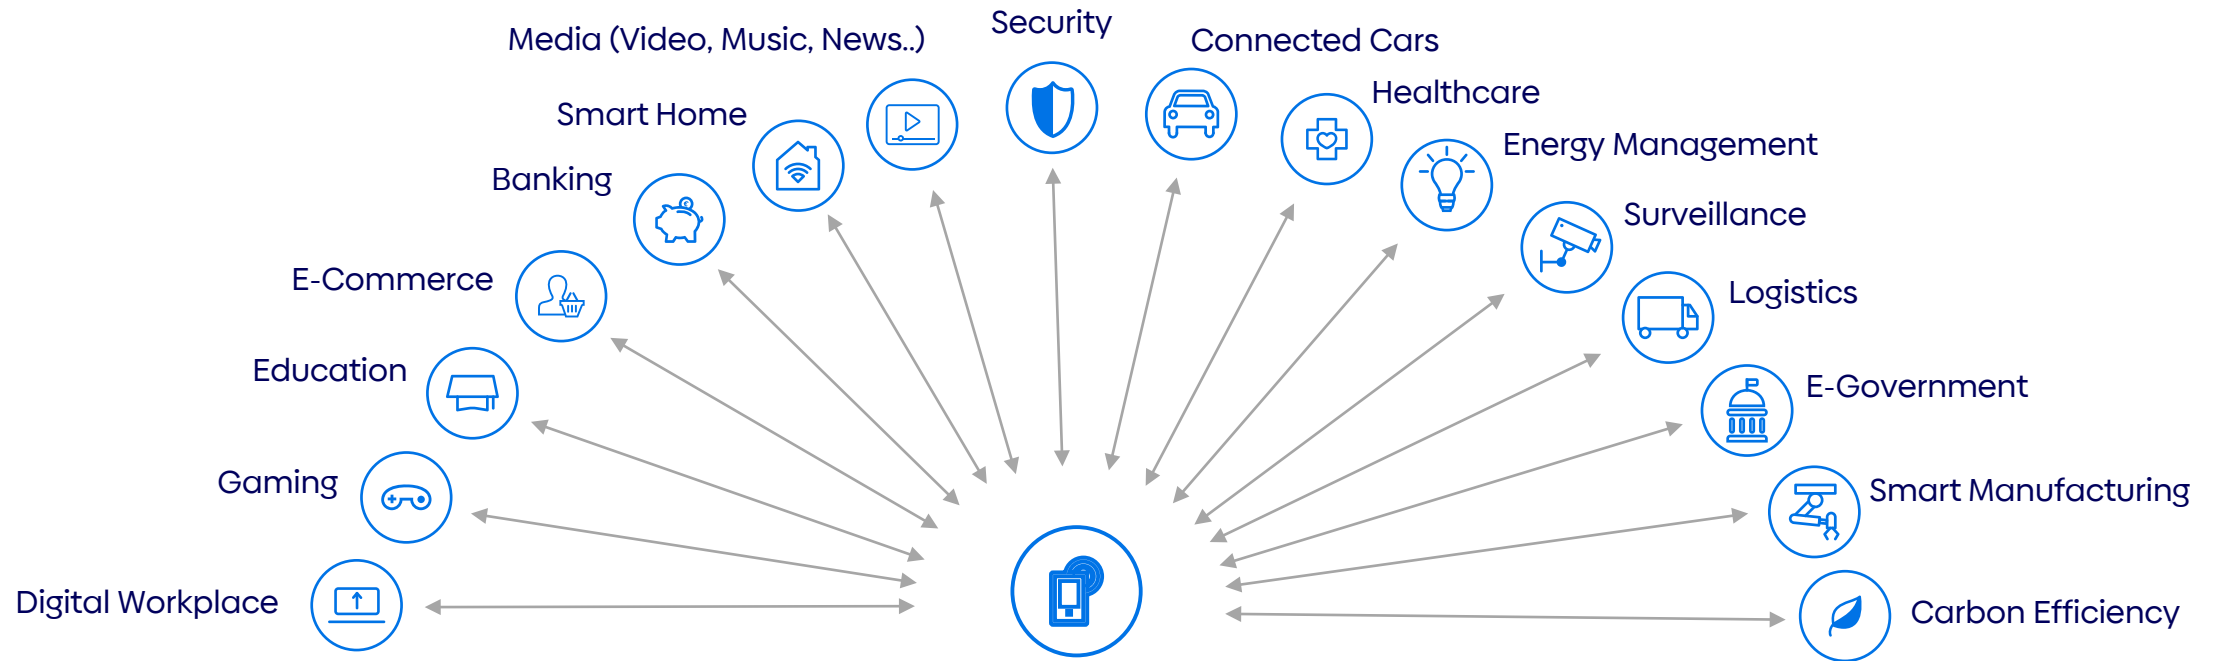 Security
Media (Video, Music, News..)
Connected Cars
Healthcare
Smart Home
Energy Management
Banking
Surveillance
E-Commerce
Logistics
Education
E-Government
Gaming
Smart Manufacturing
Digital Workplace
Carbon Efficiency